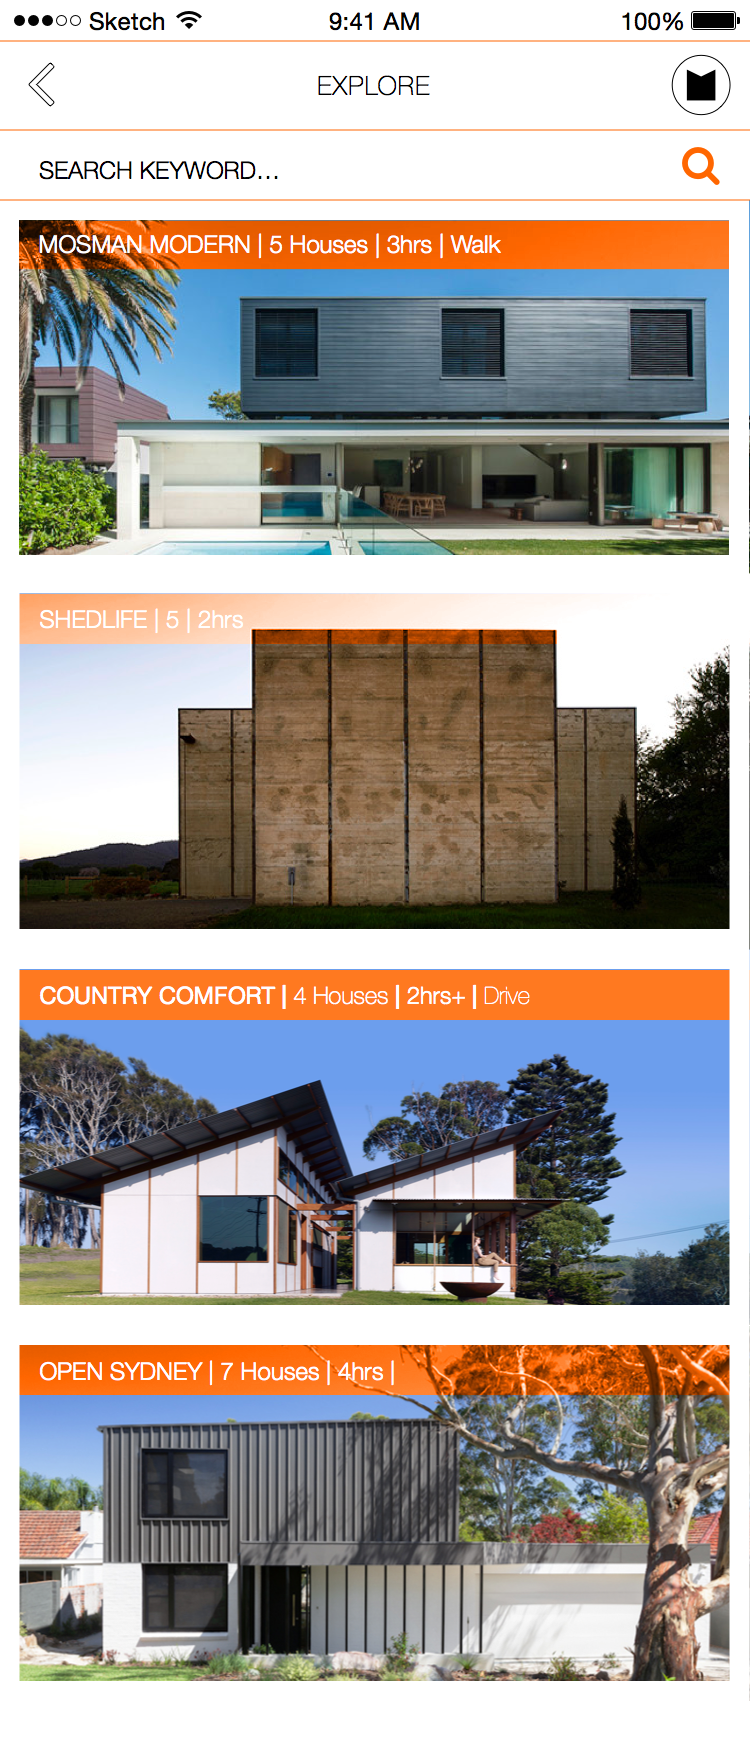 Sketch 9:41 AM 100%
EXPLORE
SEARCH KEYWORD...
MOSMAN MODERN | 5 Houses | 3hrs | Walk
SHEDLIFE | 5 | 2hrs
COUNTRY COMFORT | 4 Houses | 2hrs+ | Drive
OPEN SYDNEY | 7 Houses | 4hrs |